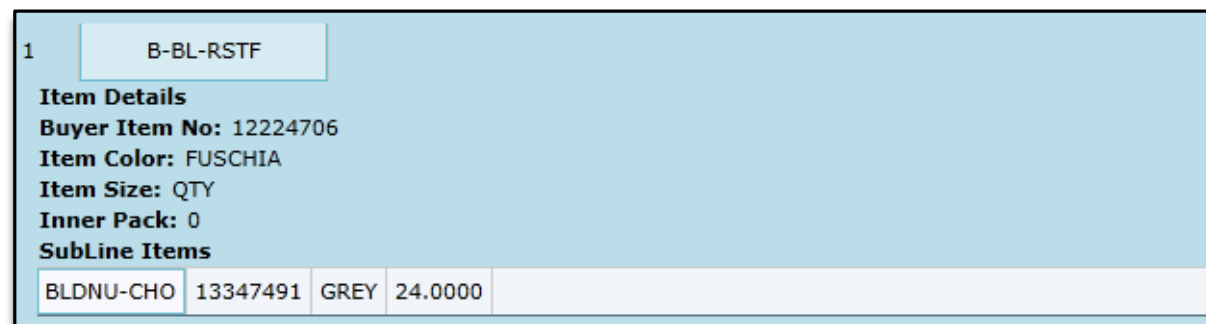 1 B-BL-RSTF
Item Details
Buyer Item No: 12224706
Item Color: FUSCHIA
Item Size: QTY
Inner Pack: 0
SubLine Items
BLDNU-CHO 13347491 GREY 24.0000